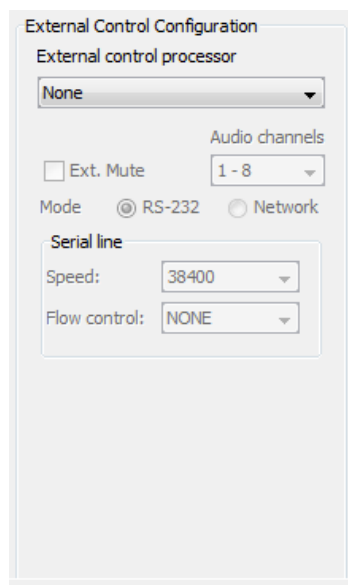 External Control Configuration
External control processor
None
Audio channels
Ext. Mute 1 - 8
Mode RS-232 Network
Serial line
Speed: 38400
Flow control: NONE